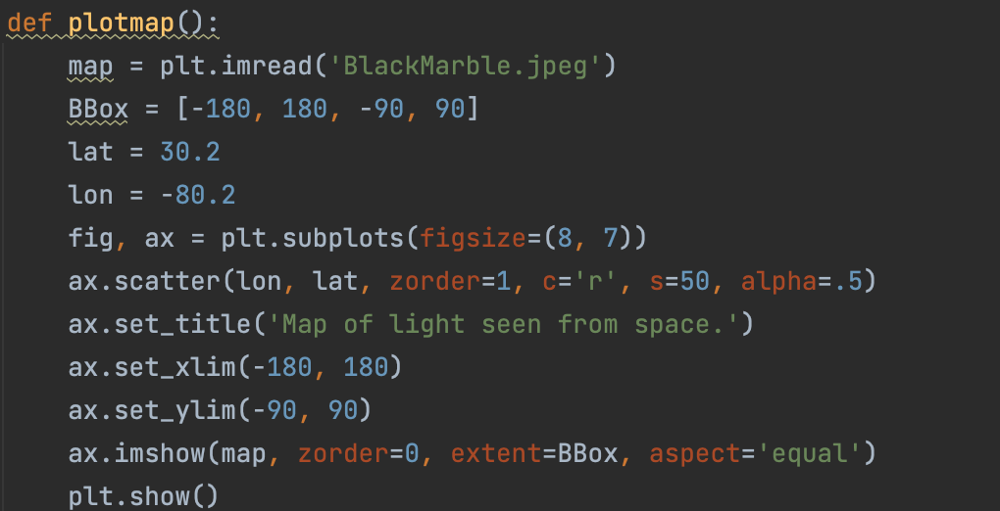 def plotmap():
    map = plt.imread('BlackMarble.jpeg')
    BBox = [-180, 180, -90, 90]
    lat = 30.2
    lon = -80.2
    fig, ax = plt.subplots(figsize=(8, 7))
    ax.scatter(lon, lat, zorder=1, c='r', s=50, alpha=.5)
    ax.set_title('Map of light seen from space.')
    ax.set_xlim(-180, 180)
    ax.set_ylim(-90, 90)
    ax.imshow(map, zorder=0, extent=BBox, aspect='equal')
    plt.show()